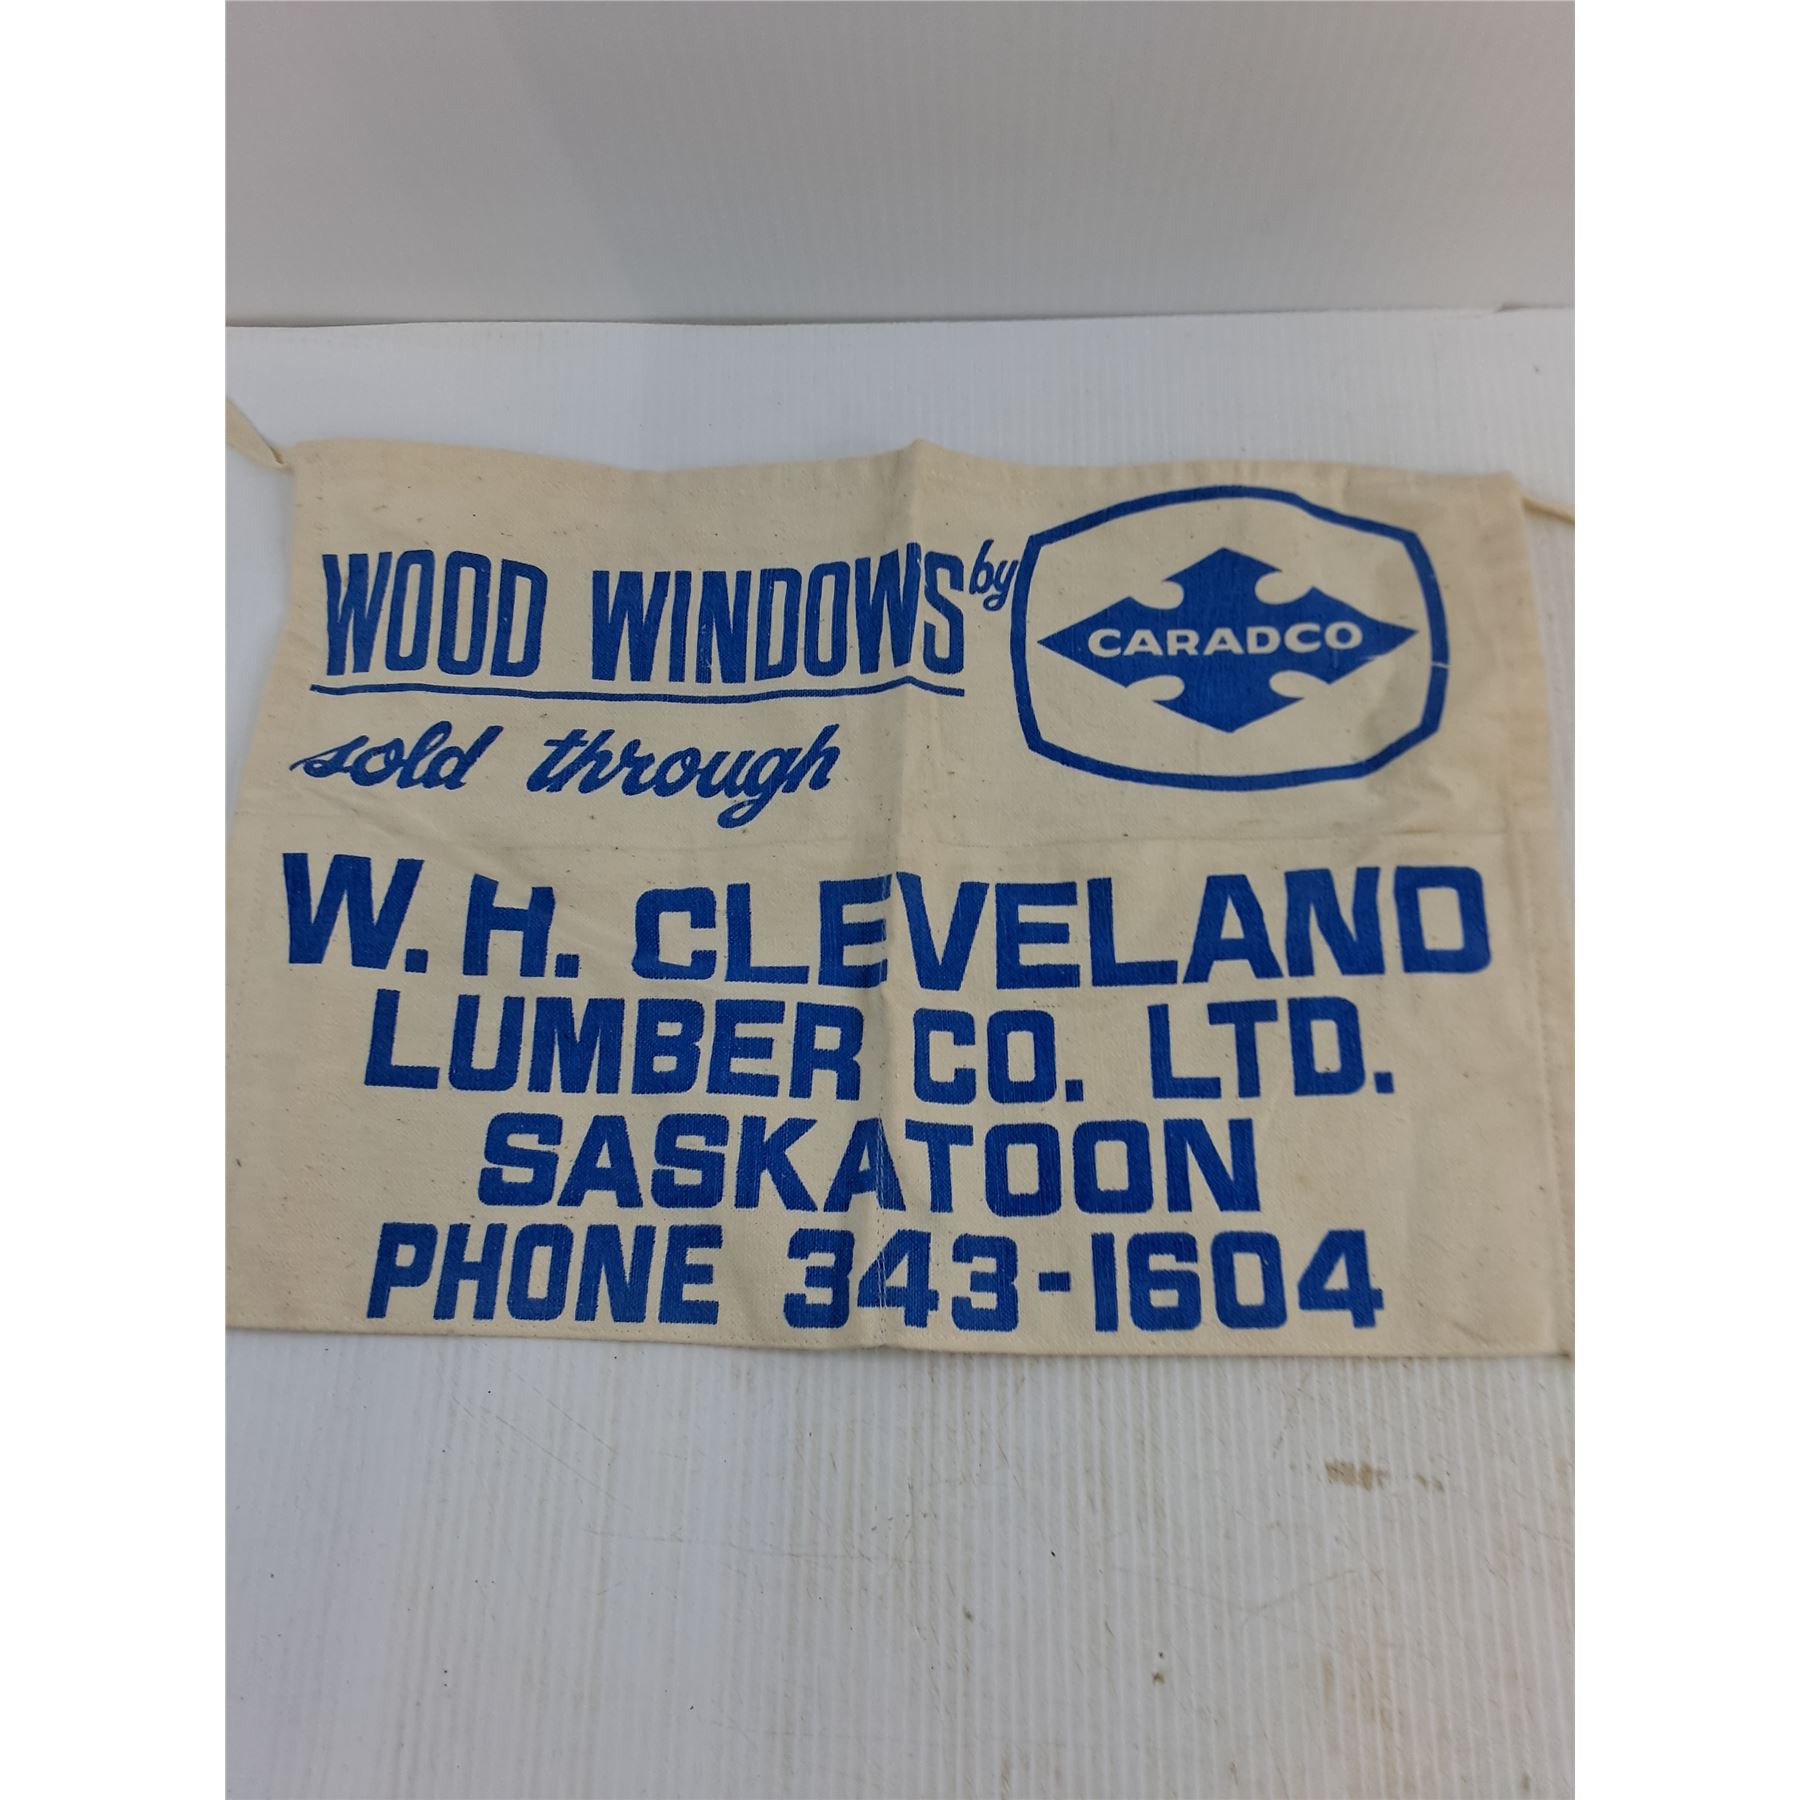 WOOD WINDOWS by CARADCO
sold through
W. H. CLEVELAND
LUMBER CO. LTD.
SASKATOON
PHONE 343-1604